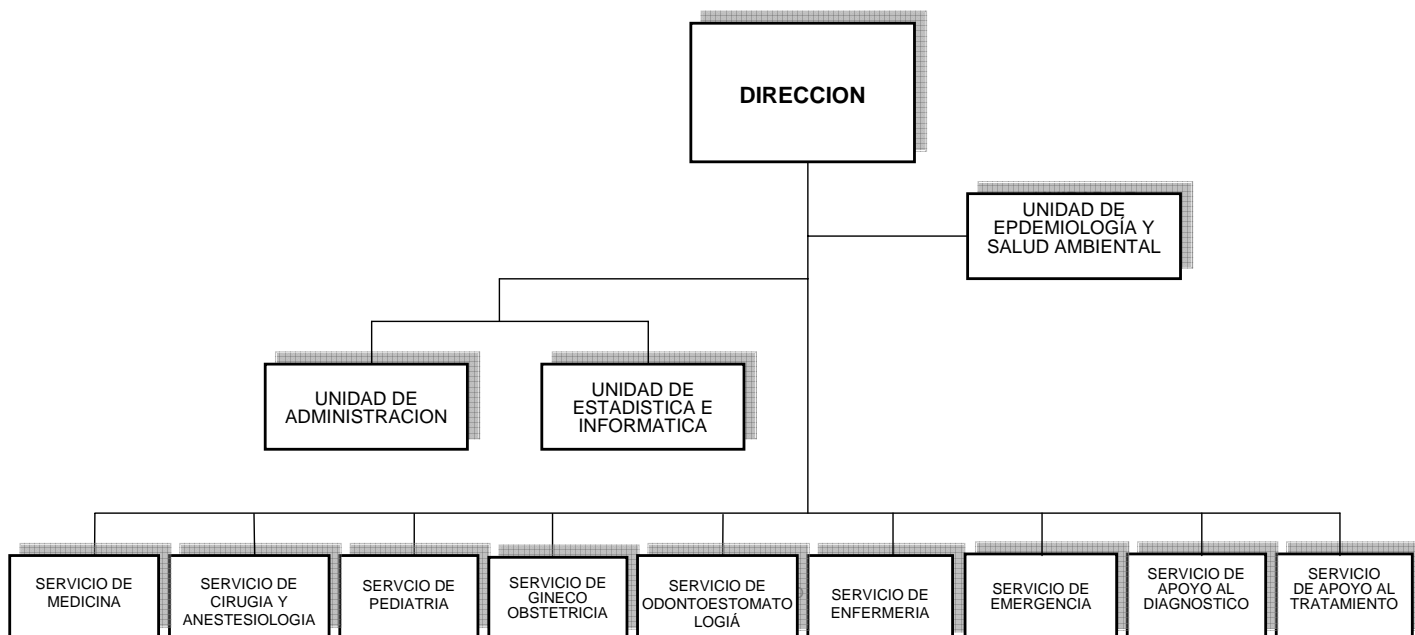 DIRECCION
UNIDAD DE
EPDEMIOLOGÍA Y
SALUD AMBIENTAL
UNIDAD DE
ADMINISTRACION
UNIDAD DE
ESTADISTICA E
INFORMATICA
SERVICIO DE
MEDICINA
SERVICIO DE
CIRUGIA Y
ANESTESIOLOGIA
SERVCIO DE
PEDIATRIA
SERVICIO DE
GINECO
OBSTETRICIA
SERVICIO DE
ODONTOESTOMATO
LOGIÁ
SERVICIO DE
ENFERMERIA
SERVICIO DE
EMERGENCIA
SERVICIO DE
APOYO AL
DIAGNOSTICO
SERVICIO
DE APOYO AL
TRATAMIENTO